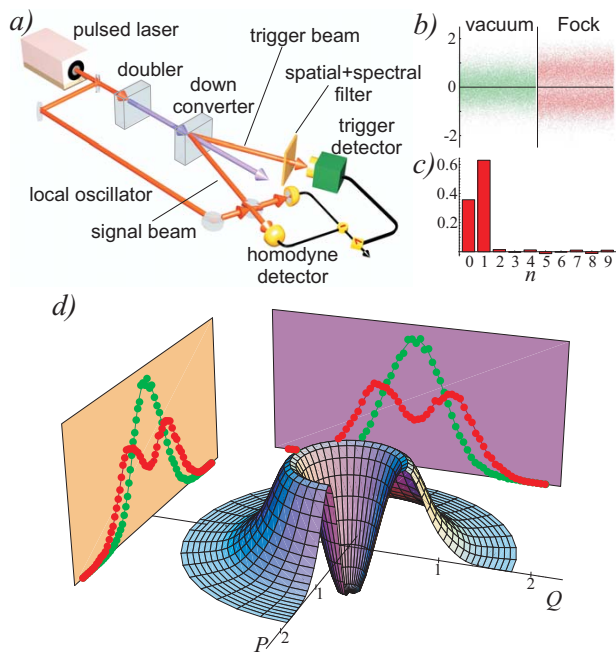 a)
pulsed laser
doubler
down
converter
trigger beam
spatial+spectral
filter
trigger
detector
local oscillator
signal beam
homodyne
detector
b)
vacuum
Fock
2
0
-2
c)
0.6
0.4
0.2
0 1 2 3 4 5 6 7 8 9
n
d)
1
2
Q
1
2
P